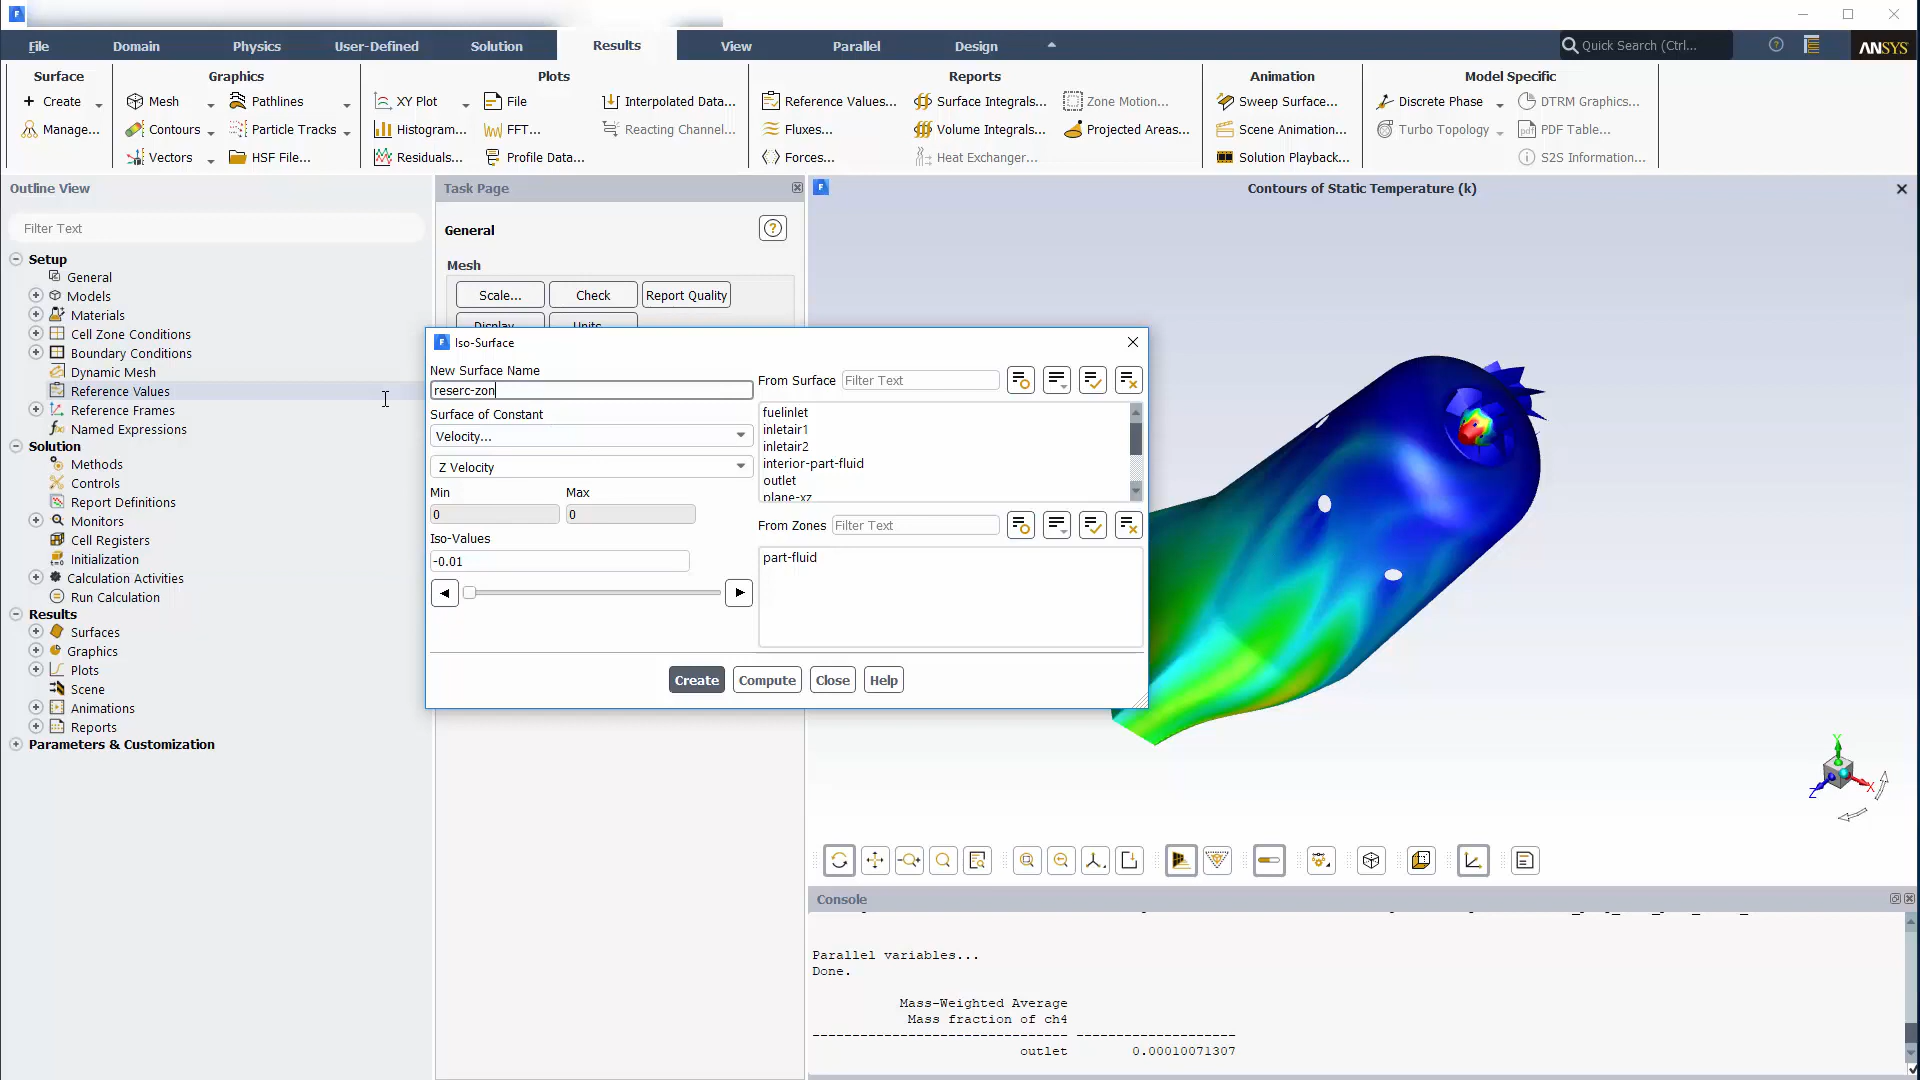 File Domain Physics User-Defined Solution Results View Parallel Design Quick Search (Ctrl... ANSYS
Surface Graphics Plots Reports Animation Model Specific
Create Mesh Pathlines XY Plot File Interpolated Data... Reference Values... Surface Integrals... Zone Motion... Sweep Surface... Discrete Phase DTRM Graphics...
Manage... Contours Particle Tracks Histogram... FFT... Reacting Channel... Fluxes... Volume Integrals... Projected Areas... Scene Animation... Turbo Topology PDF Table...
Vectors HSF File... Residuals... Profile Data... Forces... Heat Exchanger... Solution Playback... S2S Information...
Outline View
Filter Text
Setup
General
Models
Materials
Cell Zone Conditions
Boundary Conditions
Dynamic Mesh
Reference Values
Reference Frames
Named Expressions
Solution
Methods
Controls
Report Definitions
Monitors
Cell Registers
Initialization
Calculation Activities
Run Calculation
Results
Surfaces
Graphics
Plots
Scene
Animations
Reports
Parameters & Customization
Task Page
General
Mesh
Scale... Check Report Quality
Display... Units...
Iso-Surface
New Surface Name
reserc-zon
Surface of Constant
Velocity...
Z Velocity
Min Max
0 0
Iso-Values
-0.01
From Surface Filter Text
fuelinlet
inletair1
inletair2
interior-part-fluid
outlet
plane-xz
From Zones Filter Text
part-fluid
Create Compute Close Help
Contours of Static Temperature (k)
Y
Z X
Console
Parallel variables...
Done.
Mass-Weighted Average
Mass fraction of ch4
-------------------------------- --------------------
outlet 0.00010071307